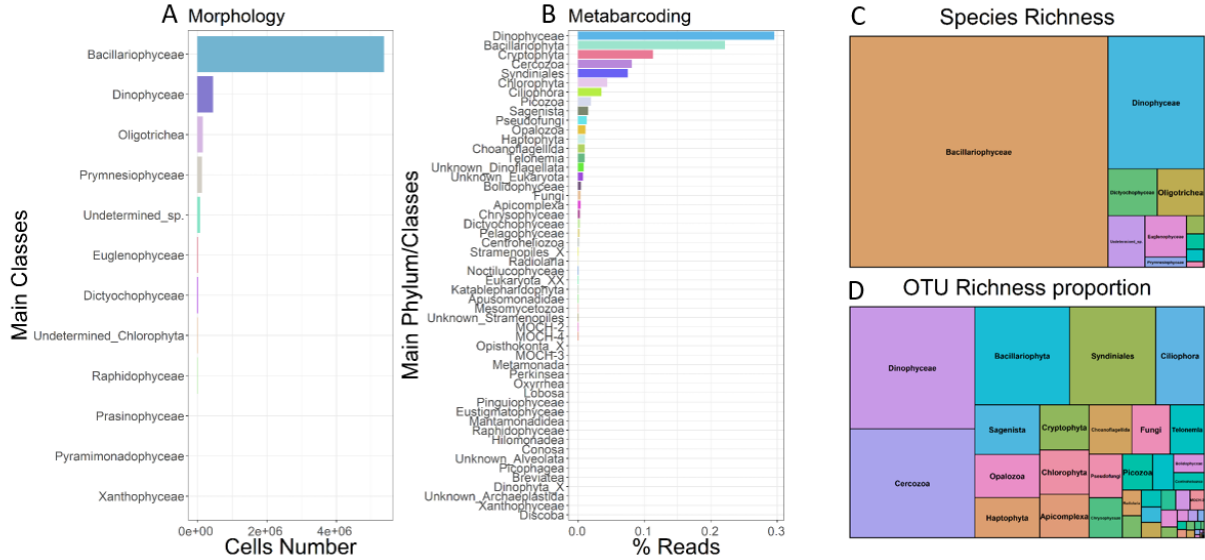 A Morphology
Main Classes
Bacillariophyceae
Dinophyceae
Oligotrichea
Prymnesiophyceae
Undetermined_sp.
Euglenophyceae
Dictyochophyceae
Undetermined_Chlorophyta
Raphidophyceae
Prasinophyceae
Pyramimonadophyceae
Xanthophyceae
0e+00 2e+06 4e+06
Cells Number
B Metabarcoding
Main Phylum/Classes
Dinophyceae
Bacillariophyta
Cryptophyta
Cercozoa
Syndiniales
Chlorophyta
Ciliophora
Picozoa
Sagenista
Pseudofungi
Opalozoa
Haptophyta
Choanoflagellida
Telonemia
Unknown_Dinoflagellata
Unknown_Eukaryota
Bolidophyceae
Fungi
Apicomplexa
Chrysophyceae
Dictyochophyceae
Pelagophyceae
Centroheliozoa
Stramenopiles_X
Radiolaria
Noctilucophyceae
Eukaryota_XX
Katablepharidophyta
Apusomonadidae
Mesomycetozoa
Unknown_Stramenopiles
MOCH-2
MOCH-4
Opisthokonta_X
MOCH-3
Metamonada
Perkinsea
Oxyrrhea
Lobosa
Pinguiophyceae
Eustigmatophyceae
Mantamonadidea
Raphidophyceae
Hilomonadea
Conosa
Unknown_Alveolata
Picophagea
Breviatea
Dinophyta_X
Unknown_Archaeplastida
Xanthophyceae
Discoba
0.0 0.1 0.2 0.3
% Reads
C Species Richness
Bacillariophyceae
Dinophyceae
Dictyochophyceae
Oligotrichea
Undetermined_sp.
Euglenophyceae
Prymnesiophyceae
D OTU Richness proportion
Dinophyceae
Cercozoa
Bacillariophyta
Syndiniales
Ciliophora
Sagenista
Cryptophyta
Choanoflagellida
Fungi
Telonemia
Opalozoa
Chlorophyta
Pseudofungi
Picozoa
Haptophyta
Apicomplexa
Chrysophyceae